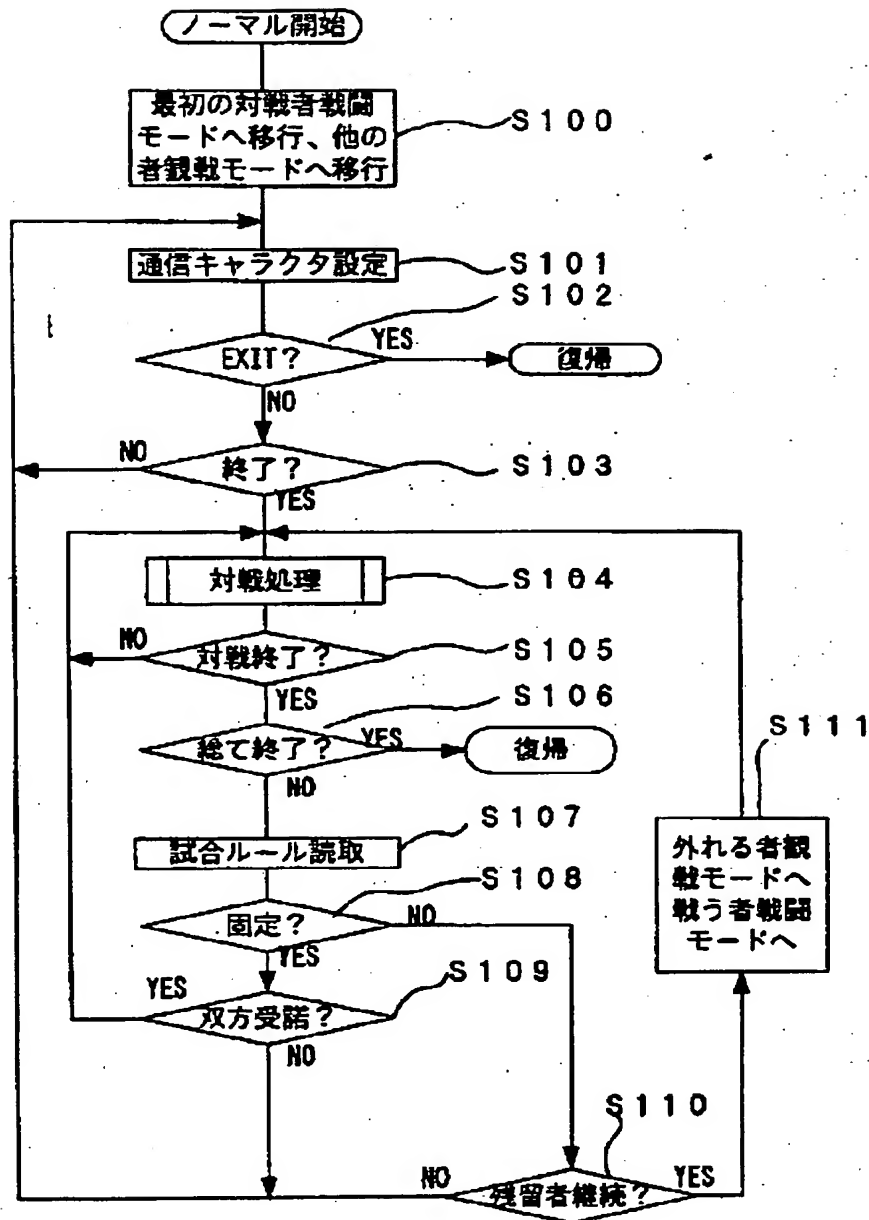 ノーマル開始
最初の対戦者戦闘
モードへ移行、他の
者観戦モードへ移行
S100
通信キャラクタ設定
S101
S102
EXIT?
YES
復帰
NO
終了?
NO
S103
YES
対戦処理
S104
NO
対戦終了?
S105
YES
S106
総て終了?
YES
復帰
NO
S107
試合ルール読取
S108
固定?
NO
YES
S109
YES
双方受諾?
NO
S110
NO
残留者継続?
YES
S111
外れる者観
戦モードへ
戦う者戦闘
モードへ